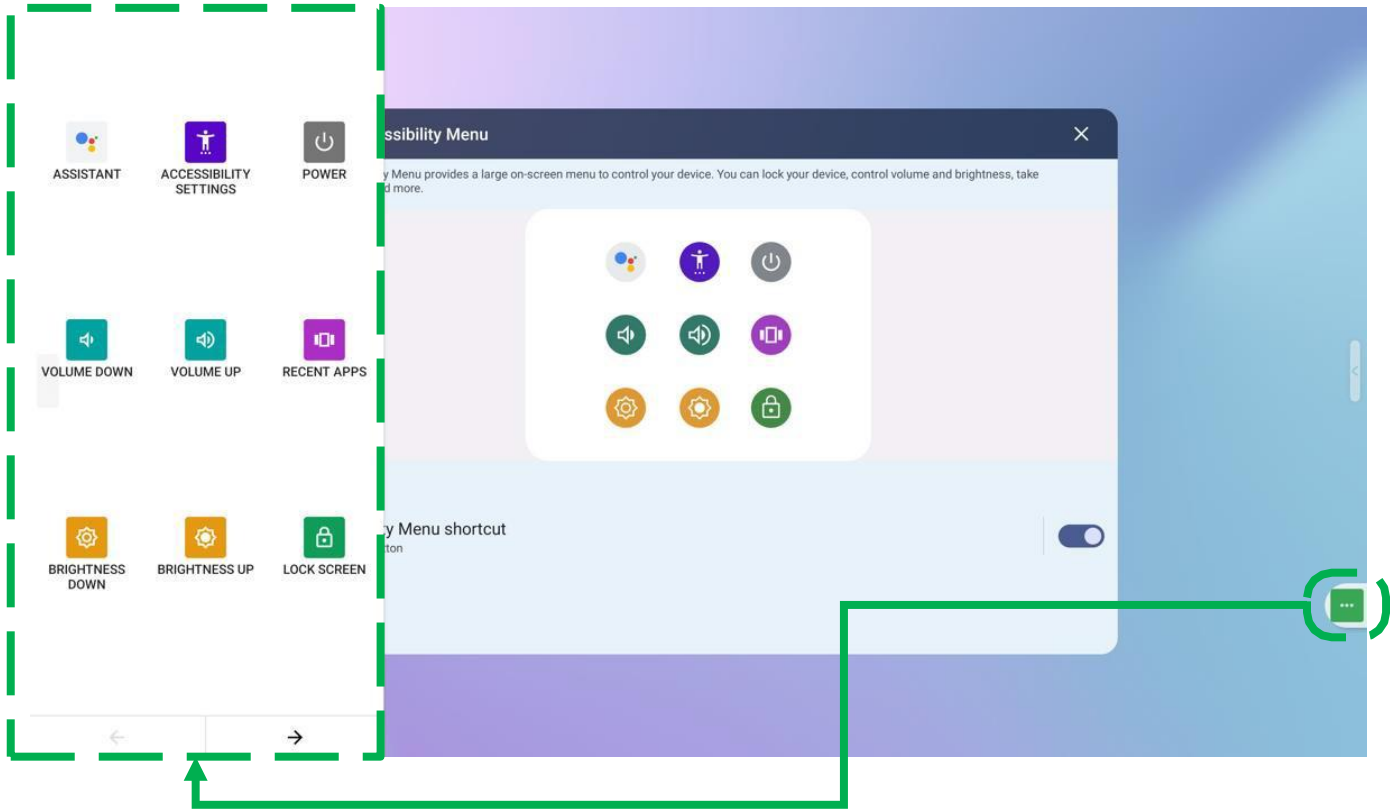 ASSISTANT
ACCESSIBILITY
SETTINGS
POWER
VOLUME DOWN
VOLUME UP
RECENT APPS
BRIGHTNESS
DOWN
BRIGHTNESS UP
LOCK SCREEN
ssibility Menu
y Menu provides a large on-screen menu to control your device. You can lock your device, control volume and brightness, take
d more.
y Menu shortcut
tton